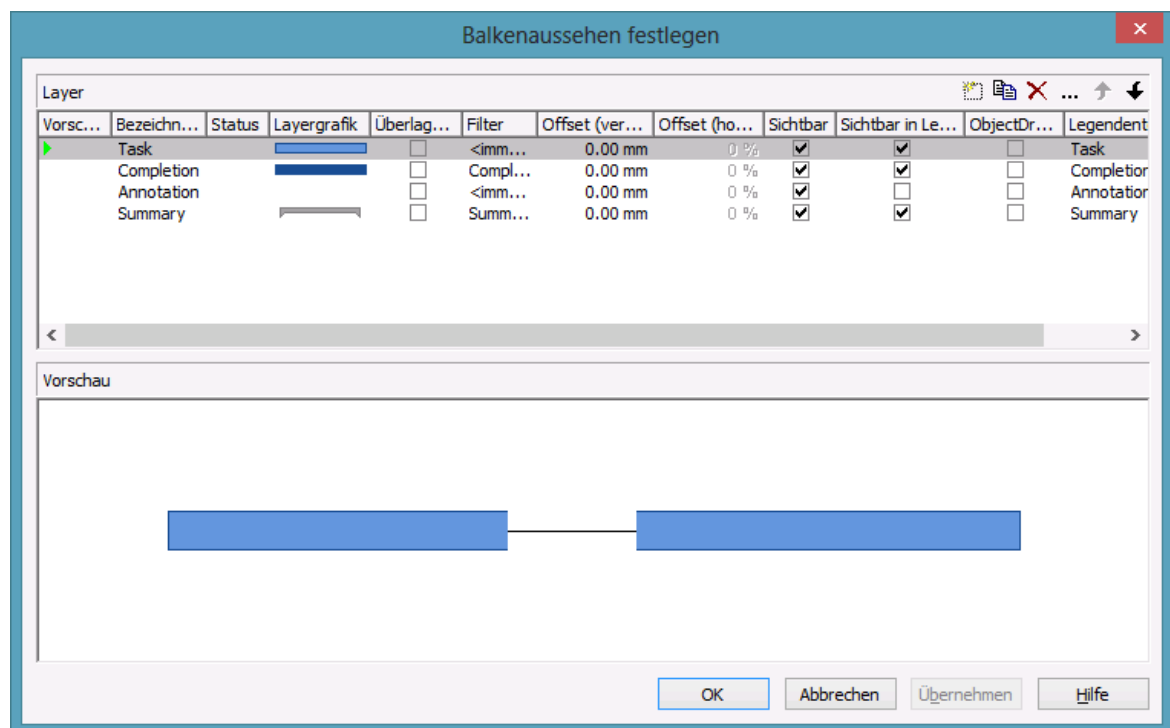 Balkenaussehen festlegen
Layer
...
Vorsc... Bezeichn... Status Layergrafik Überlag... Filter Offset (ver... Offset (ho... Sichtbar Sichtbar in Le... ObjectDr... Legendent
Task <imm... 0.00 mm 0 % Task
Completion Compl... 0.00 mm 0 % Completion
Annotation <imm... 0.00 mm 0 % Annotation
Summary Summ... 0.00 mm 0 % Summary
Vorschau
OK Abbrechen Übernehmen Hilfe